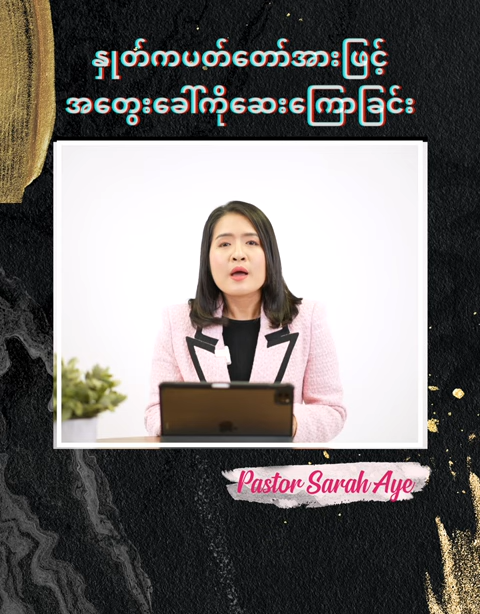 နှုတ်ကပတ်တော်အားဖြင့်
အတွေးခေါ်ကိုဆေးကြောခြင်း
Pastor Sarah Aye